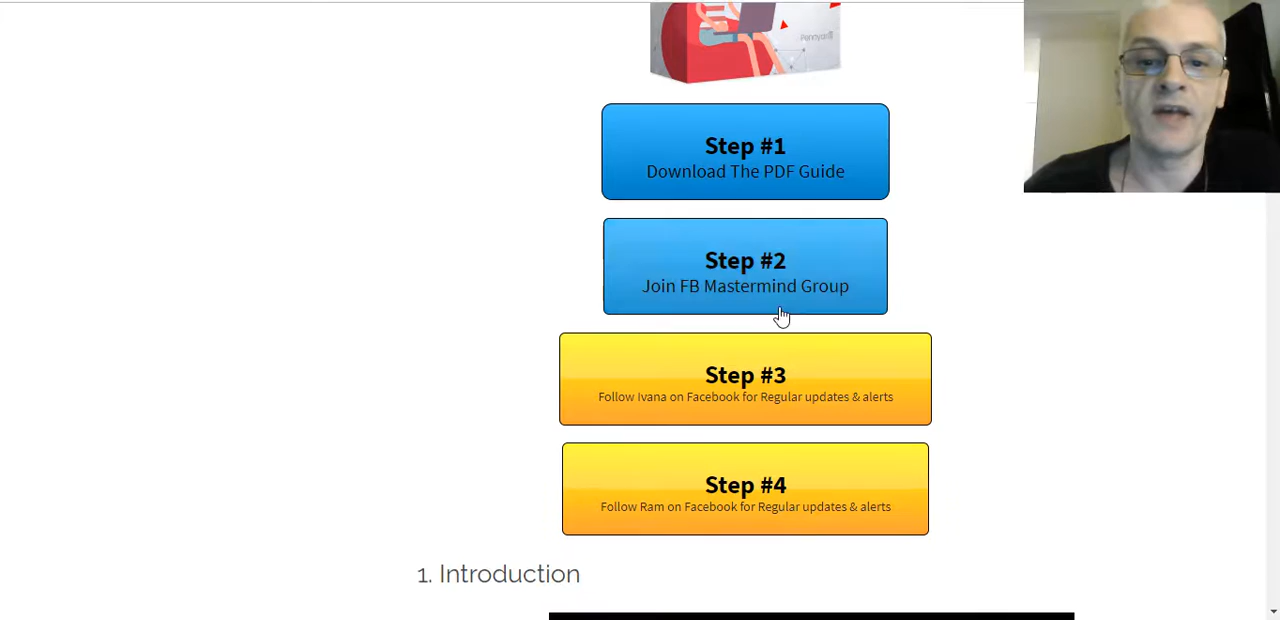 Step #1
Download The PDF Guide
Step #2
Join FB Mastermind Group
Step #3
Follow Ivana on Facebook for Regular updates & alerts
Step #4
Follow Ram on Facebook for Regular updates & alerts
1. Introduction